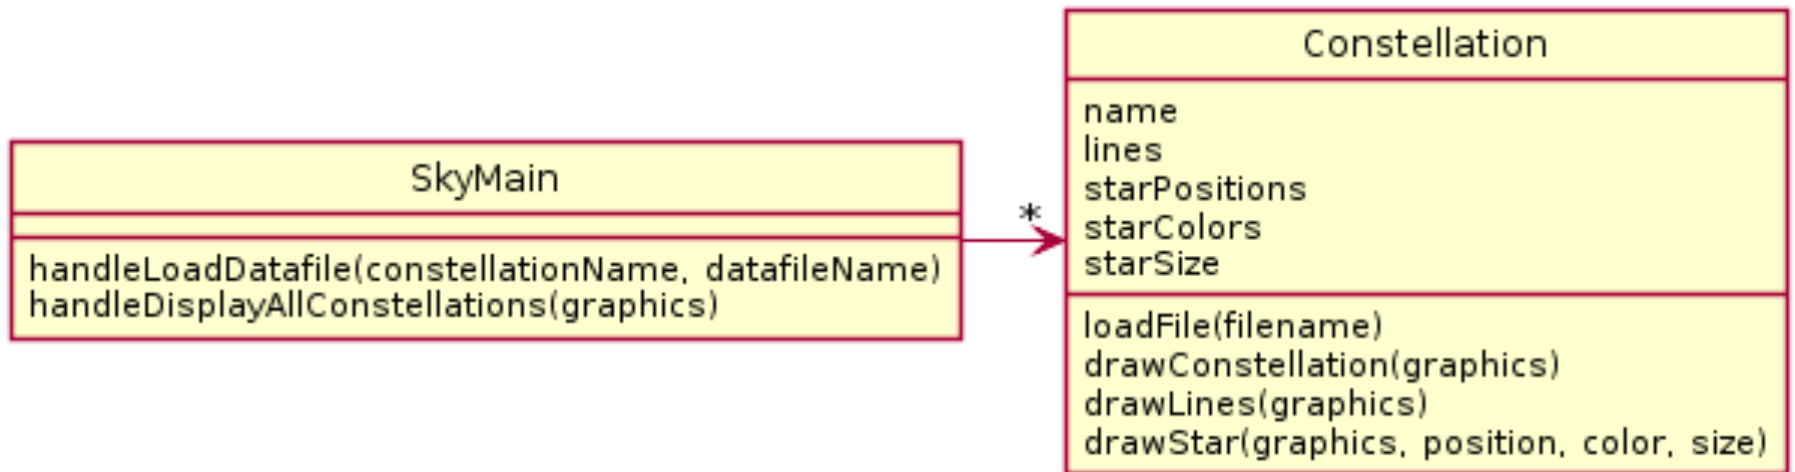 SkyMain
handleLoadDatafile(constellationName, datafileName)
handleDisplayAllConstellations(graphics)
*
Constellation
name
lines
starPositions
starColors
starSize
loadFile(filename)
drawConstellation(graphics)
drawLines(graphics)
drawStar(graphics, position, color, size)